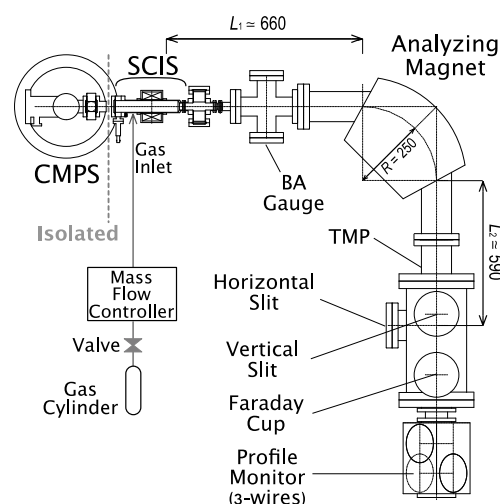 L₁ ≃ 660
Analyzing
Magnet
SCIS
CMPS
Gas
Inlet
BA
Gauge
R = 250
L₂ ≃ 590
Isolated
TMP
Mass
Flow
Controller
Horizontal
Slit
Valve
Vertical
Slit
Gas
Cylinder
Faraday
Cup
Profile
Monitor
(3-wires)